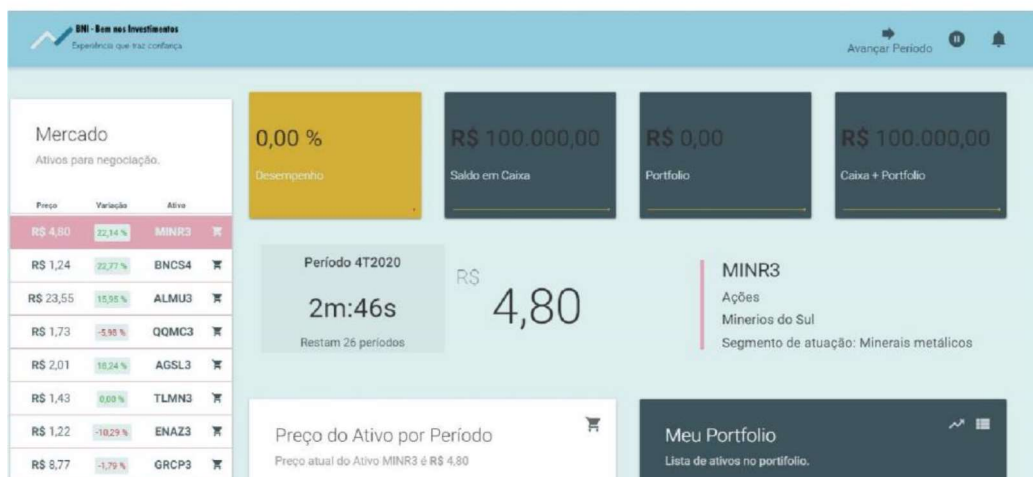 BNI - Bem nos Investimentos
Experiência que traz confiança
Avançar Período
Mercado
Ativos para negociação.
Preço Variação Ativo
R$ 4,80 22,14 % MINR3
R$ 1,24 22,77 % BNCS4
R$ 23,55 15,95 % ALMU3
R$ 1,73 -5,95 % QQMC3
R$ 2,01 18,24 % AGSL3
R$ 1,43 0,00 % TLMN3
R$ 1,22 -10,29 % ENAZ3
R$ 8,77 -1,79 % GRCP3
0,00 %
Desempenho
R$ 100.000,00
Saldo em Caixa
R$ 0,00
Portfolio
R$ 100.000,00
Caixa + Portfolio
Período 4T2020
2m:46s
Restam 26 períodos
R$ 4,80
MINR3
Ações
Minerios do Sul
Segmento de atuação: Minerais metálicos
Preço do Ativo por Período
Preço atual do Ativo MINR3 é R$ 4,80
Meu Portfolio
Lista de ativos no portifolio.